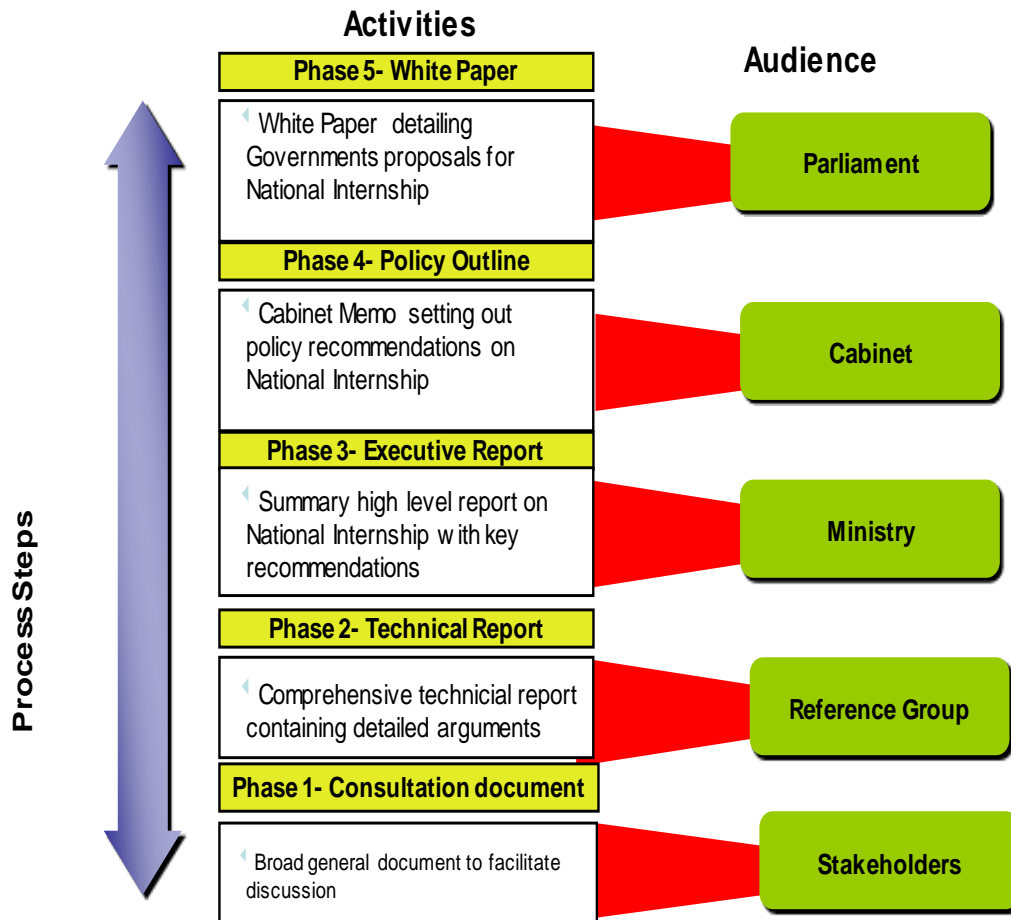 Activities
Audience
Phase 5- White Paper
White Paper detailing
Governments proposals for
National Internship
Parliament
Phase 4- Policy Outline
Cabinet Memo setting out
policy recommendations on
National Internship
Cabinet
Phase 3- Executive Report
Summary high level report on
National Internship with key
recommendations
Ministry
Phase 2- Technical Report
Comprehensive technicial report
containing detailed arguments
Reference Group
Phase 1- Consultation document
Broad general document to facilitate
discussion
Stakeholders
Process Steps